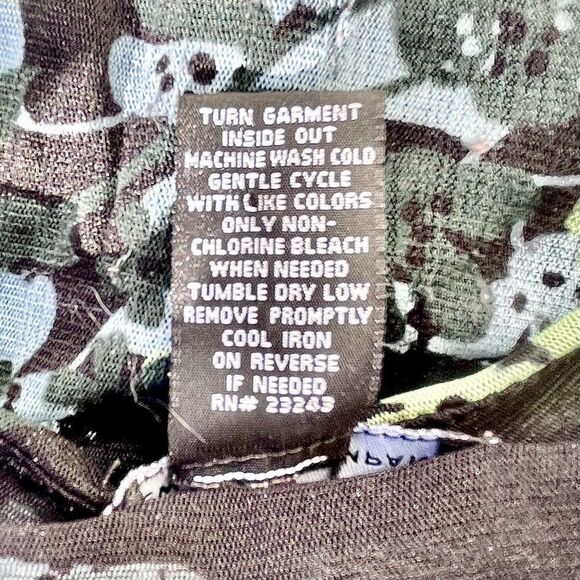 TURN GARMENT
INSIDE OUT
MACHINE WASH COLD
GENTLE CYCLE
WITH LIKE COLORS
ONLY NON-
CHLORINE BLEACH
WHEN NEEDED
TUMBLE DRY LOW
REMOVE PROMPTLY
COOL IRON
ON REVERSE
IF NEEDED
RN# 23243